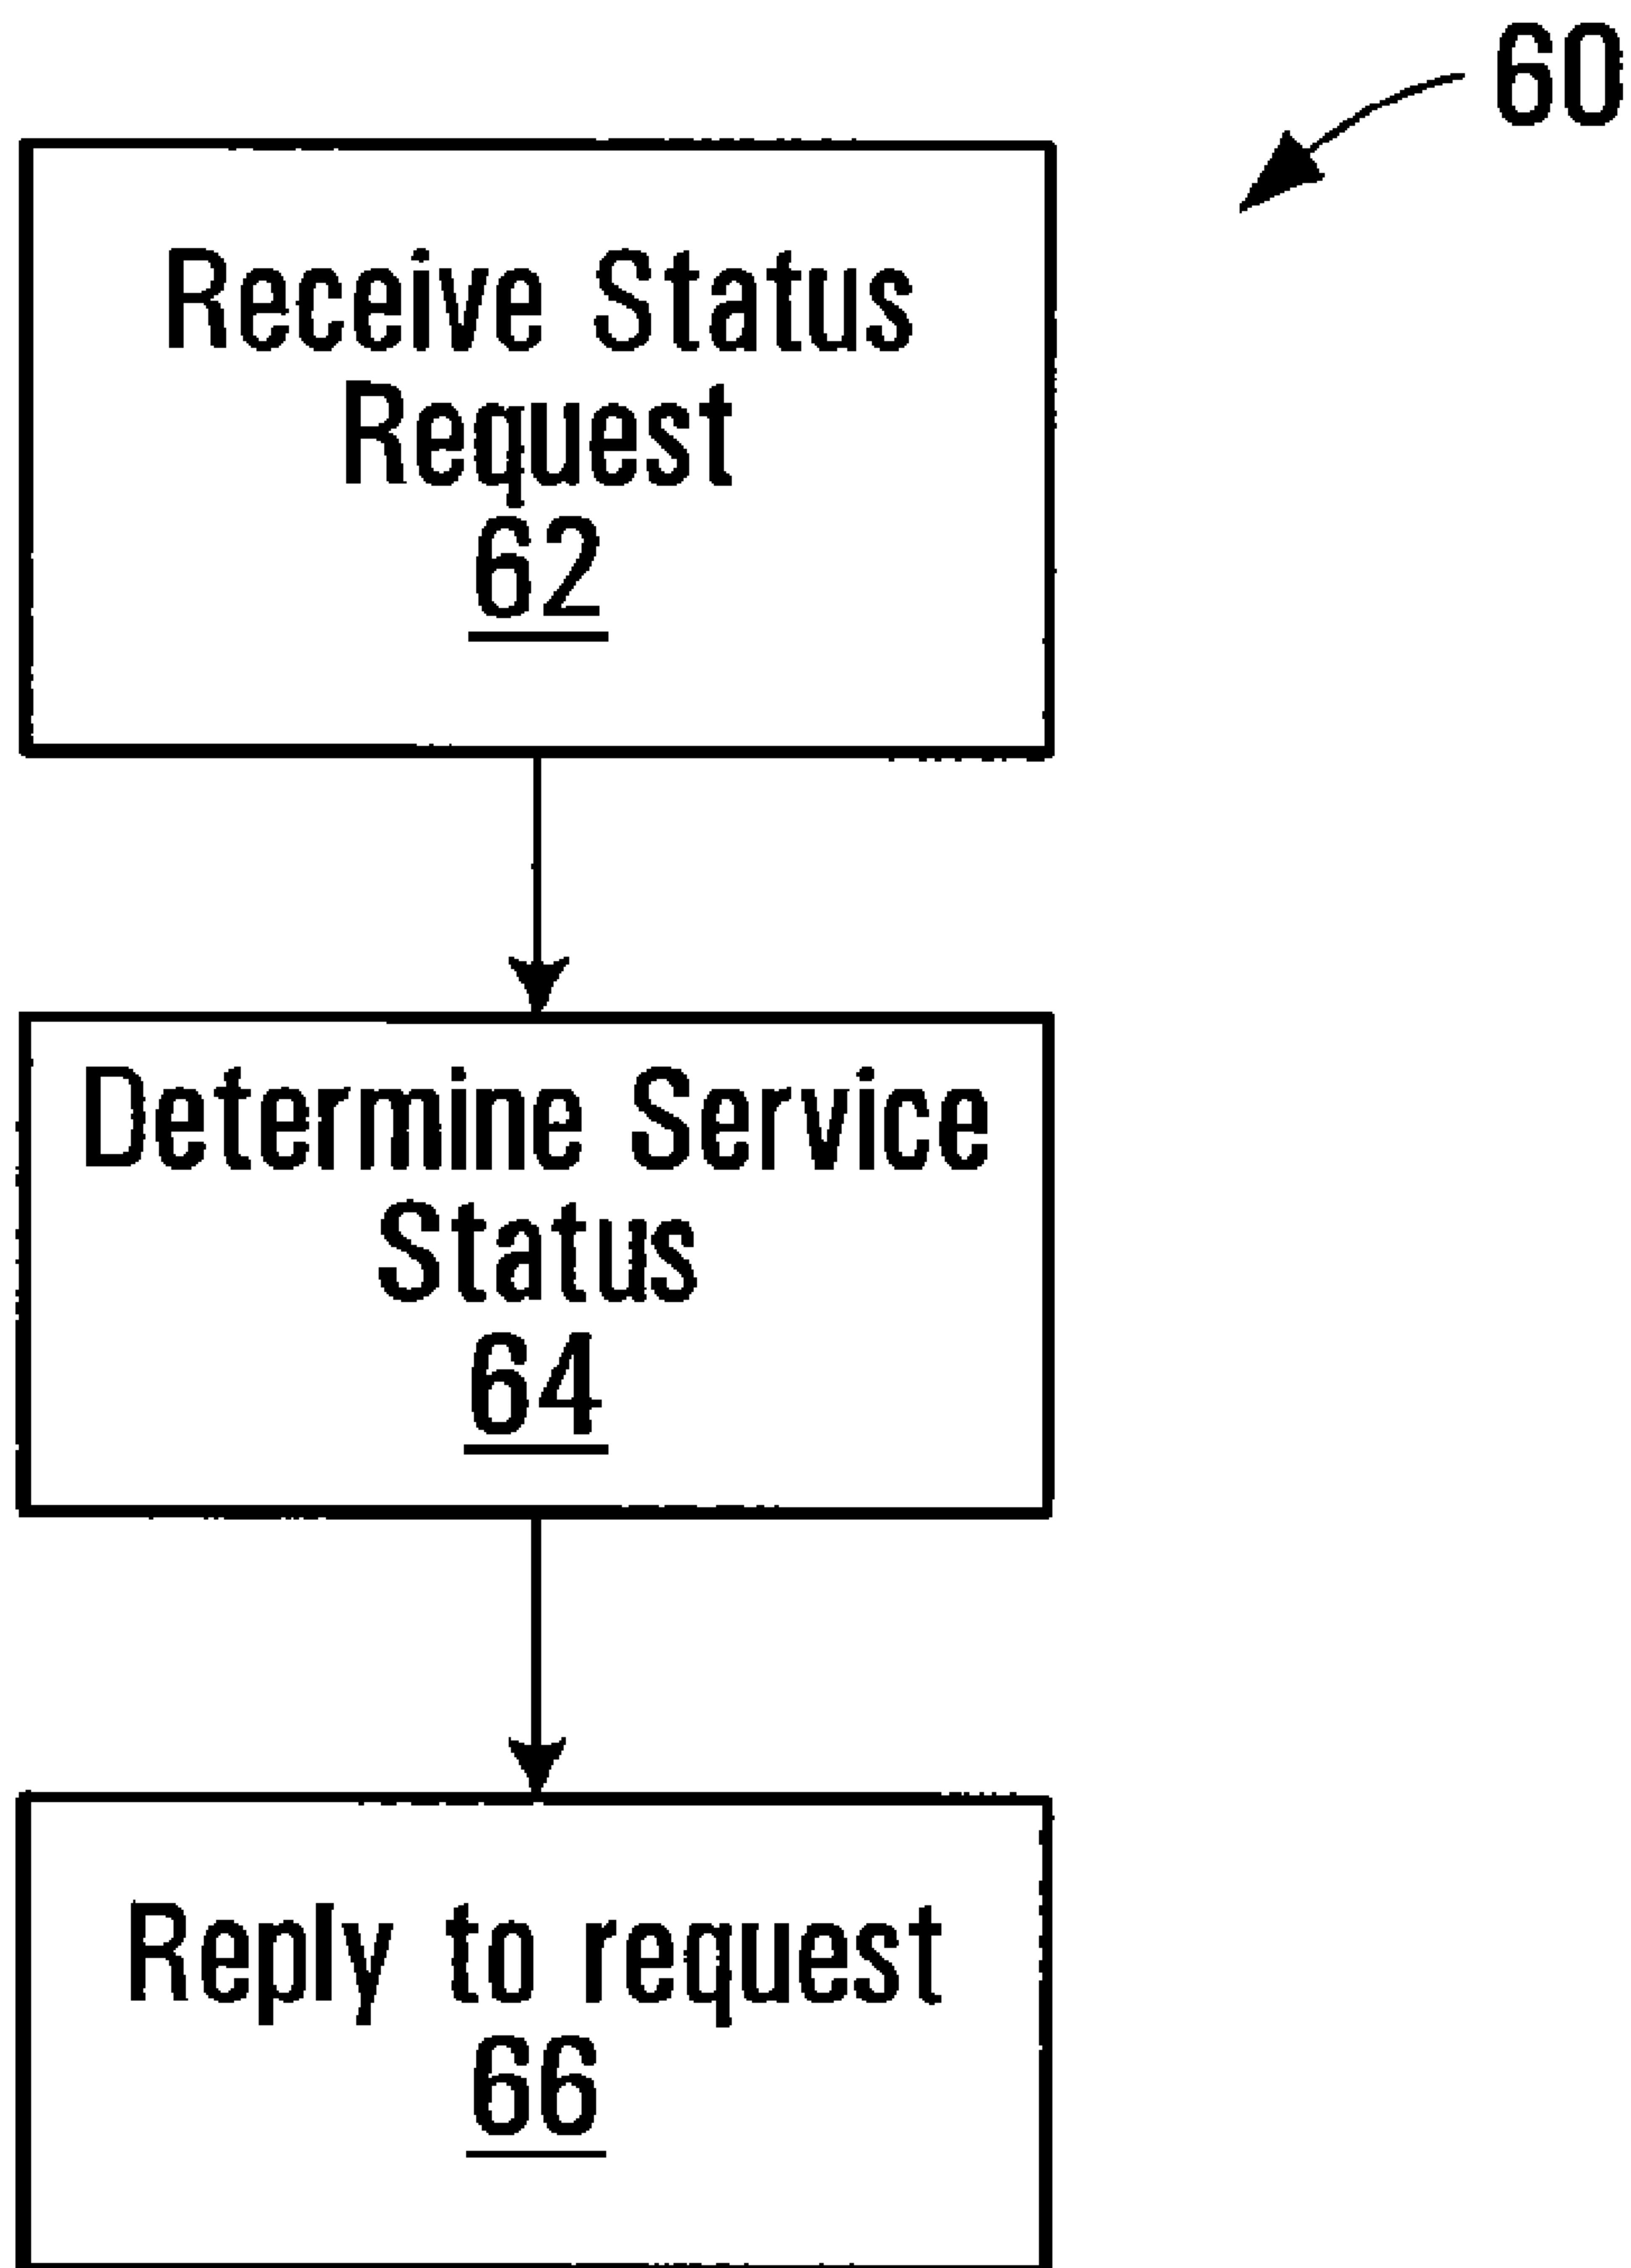 60
Receive Status
Request
62
Determine Service
Status
64
Reply to request
66